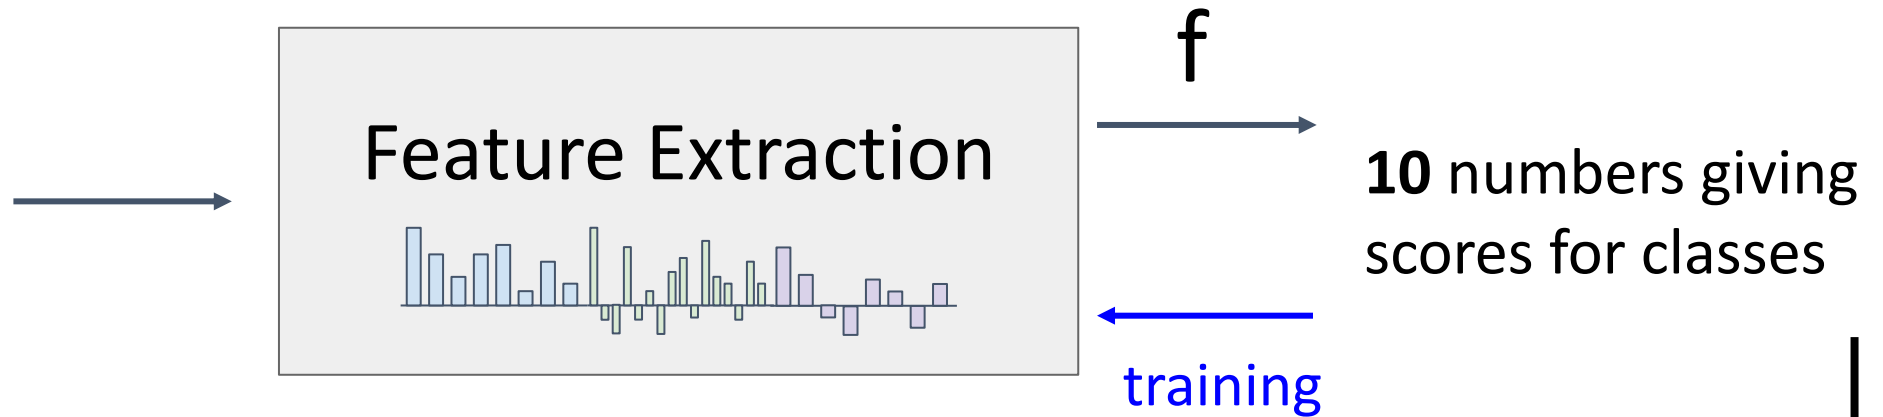 f
Feature Extraction
10 numbers giving
scores for classes
training